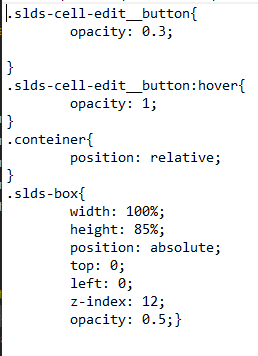 .slds-cell-edit__button{
        opacity: 0.3;

}
.slds-cell-edit__button:hover{
        opacity: 1;
}
.conteiner{
        position: relative;
}
.slds-box{
        width: 100%;
        height: 85%;
        position: absolute;
        top: 0;
        left: 0;
        z-index: 12;
        opacity: 0.5;}